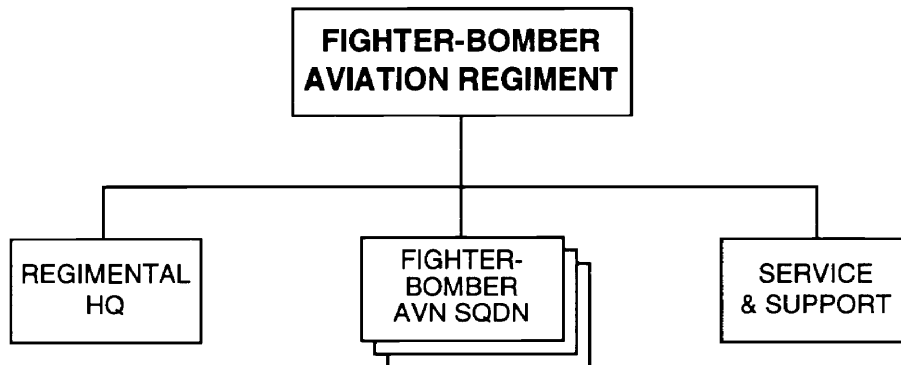 FIGHTER-BOMBER
AVIATION REGIMENT
REGIMENTAL
HQ
FIGHTER-
BOMBER
AVN SQDN
SERVICE
& SUPPORT